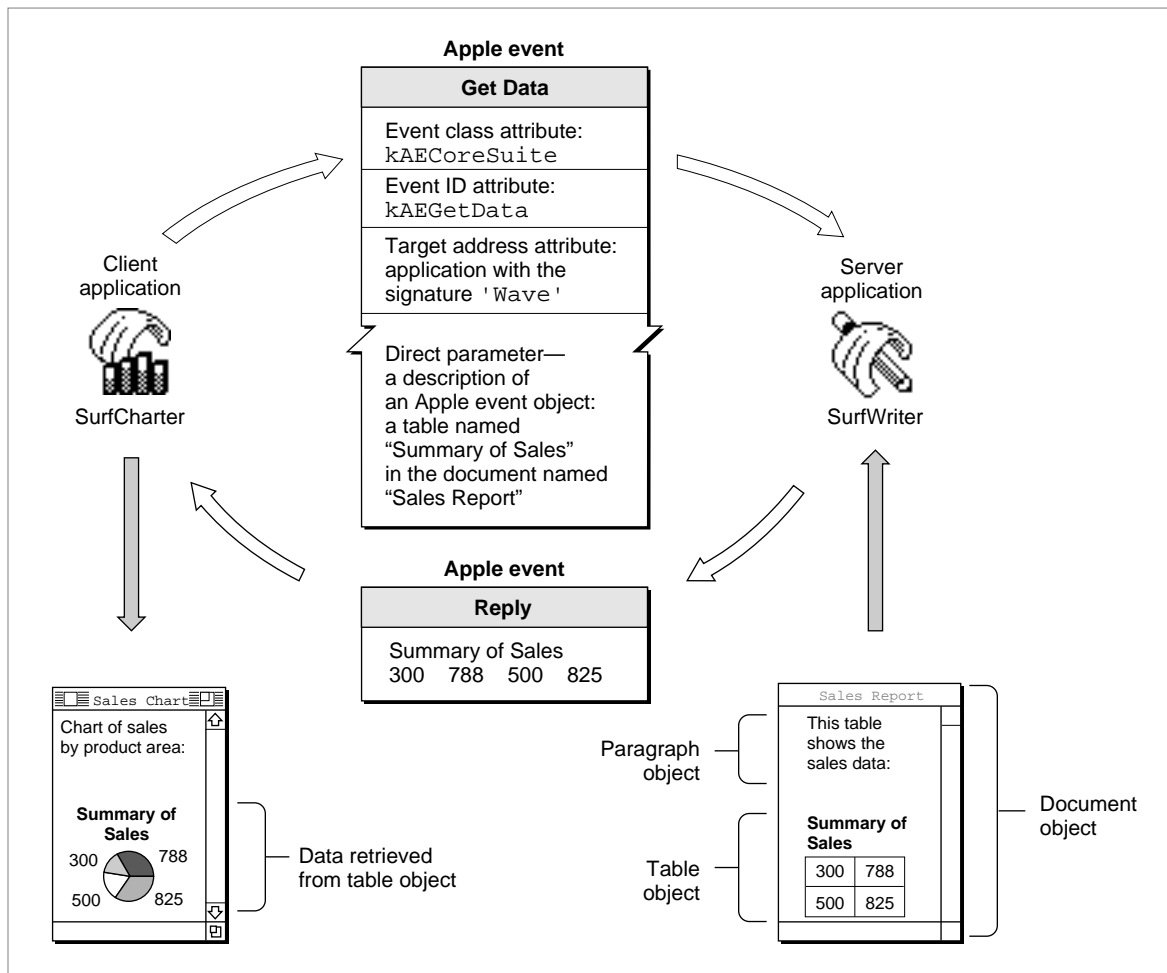 Apple event
Get Data
Event class attribute:
kAECoreSuite
Event ID attribute:
kAEGetData
Target address attribute:
application with the
signature 'Wave'
Direct parameter—
a description of
an Apple event object:
a table named
“Summary of Sales”
in the document named
“Sales Report”
Client
application
SurfCharter
Server
application
SurfWriter
Apple event
Reply
Summary of Sales
300 788 500 825
Sales Chart
Chart of sales
by product area:
Summary of
Sales
300 788
500 825
Data retrieved
from table object
Paragraph
object
Table
object
Sales Report
This table
shows the
sales data:
Summary of
Sales
300 788
500 825
Document
object